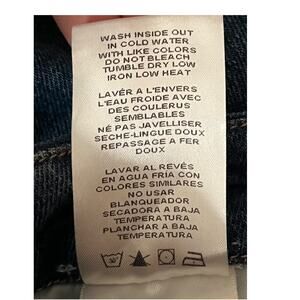 WASH INSIDE OUT
IN COLD WATER
WITH LIKE COLORS
DO NOT BLEACH
TUMBLE DRY LOW
IRON LOW HEAT
LAVÉR A L'ENVERS
L'EAU FROIDE AVEC
DES COULERUS
SEMBLABLES
NÉ PAS JAVELLISER
SECHE-LINGUE DOUX
REPASSAGE A FER
DOUX
LAVAR AL REVÉS
EN AGUA FRIA CON
COLORES SIMILARES
NO USAR
BLANQUEADOR
SECADORA A BAJA
TEMPERATURA
PLANCHAR A BAJA
TEMPERATURA